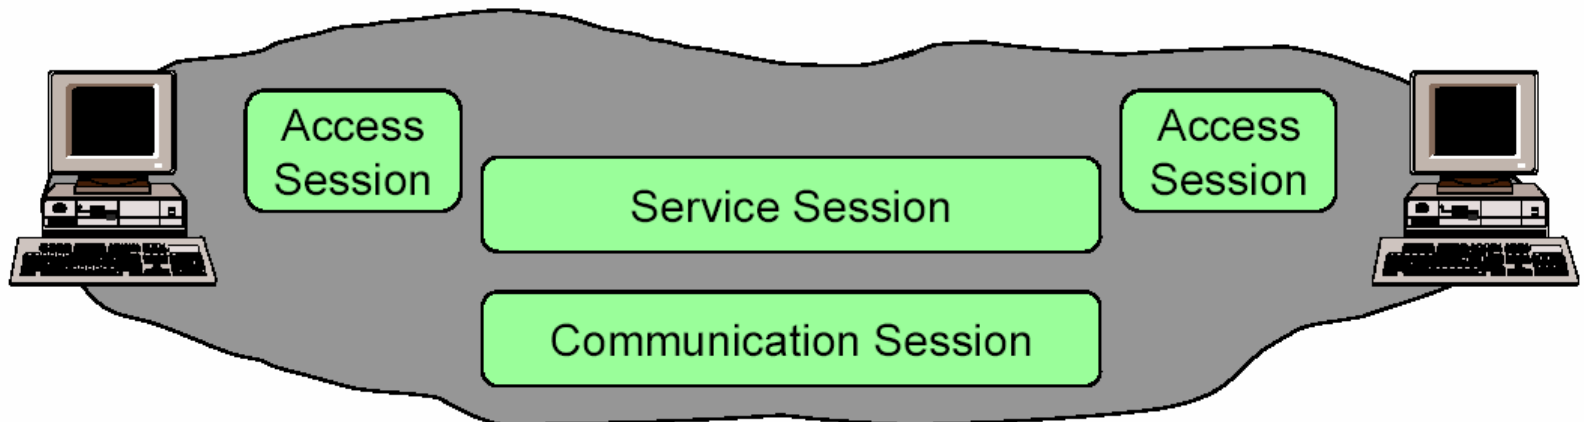 Access
Session
Access
Session
Service Session
Communication Session